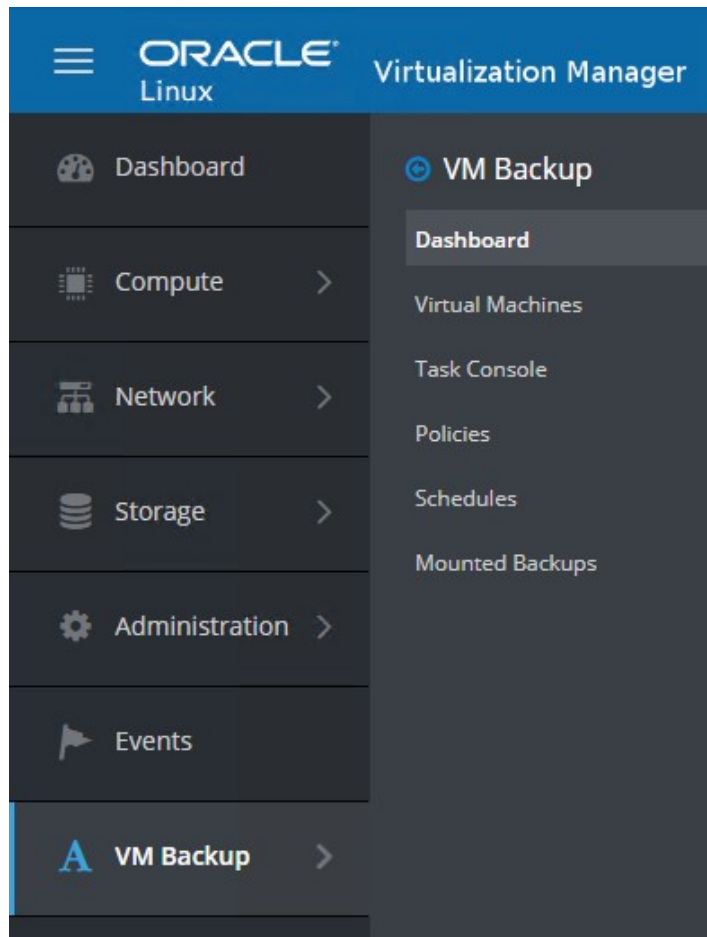 ORACLE
Linux
Virtualization Manager
Dashboard
Compute
Network
Storage
Administration
Events
A VM Backup
VM Backup
Dashboard
Virtual Machines
Task Console
Policies
Schedules
Mounted Backups